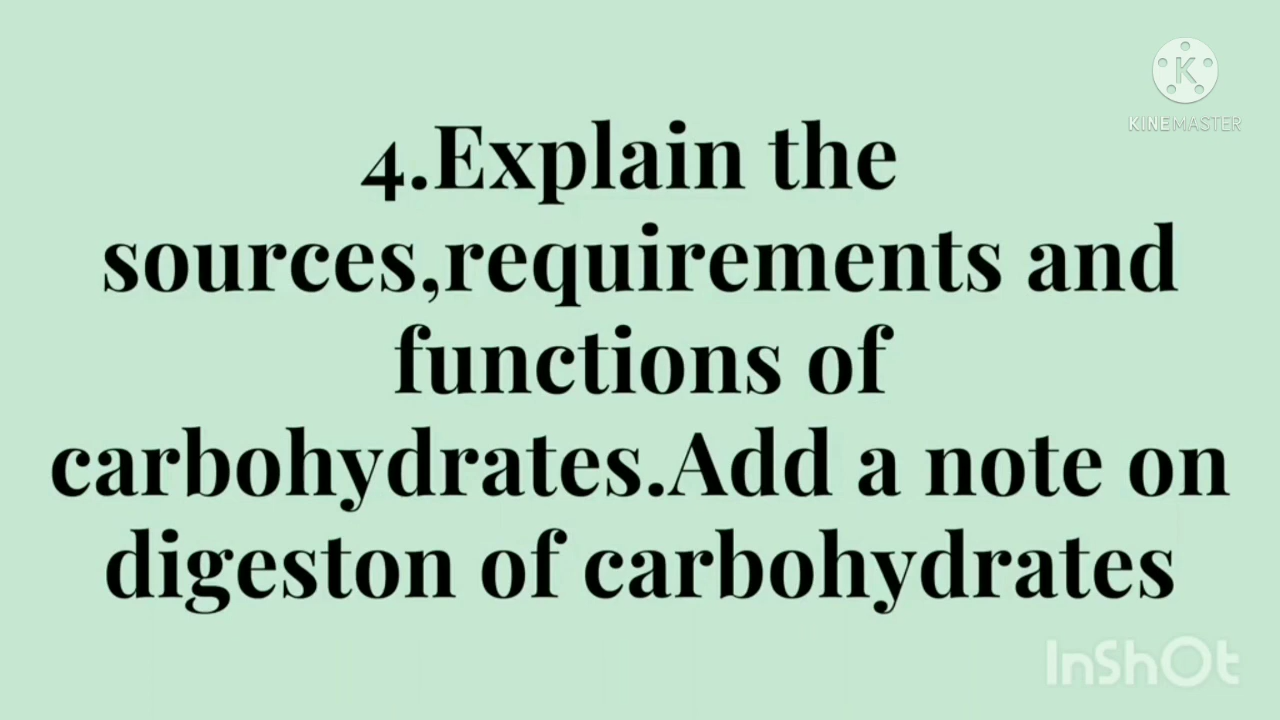 KINEMASTER
4.Explain the
sources,requirements and
functions of
carbohydrates.Add a note on
digeston of carbohydrates
InShOt